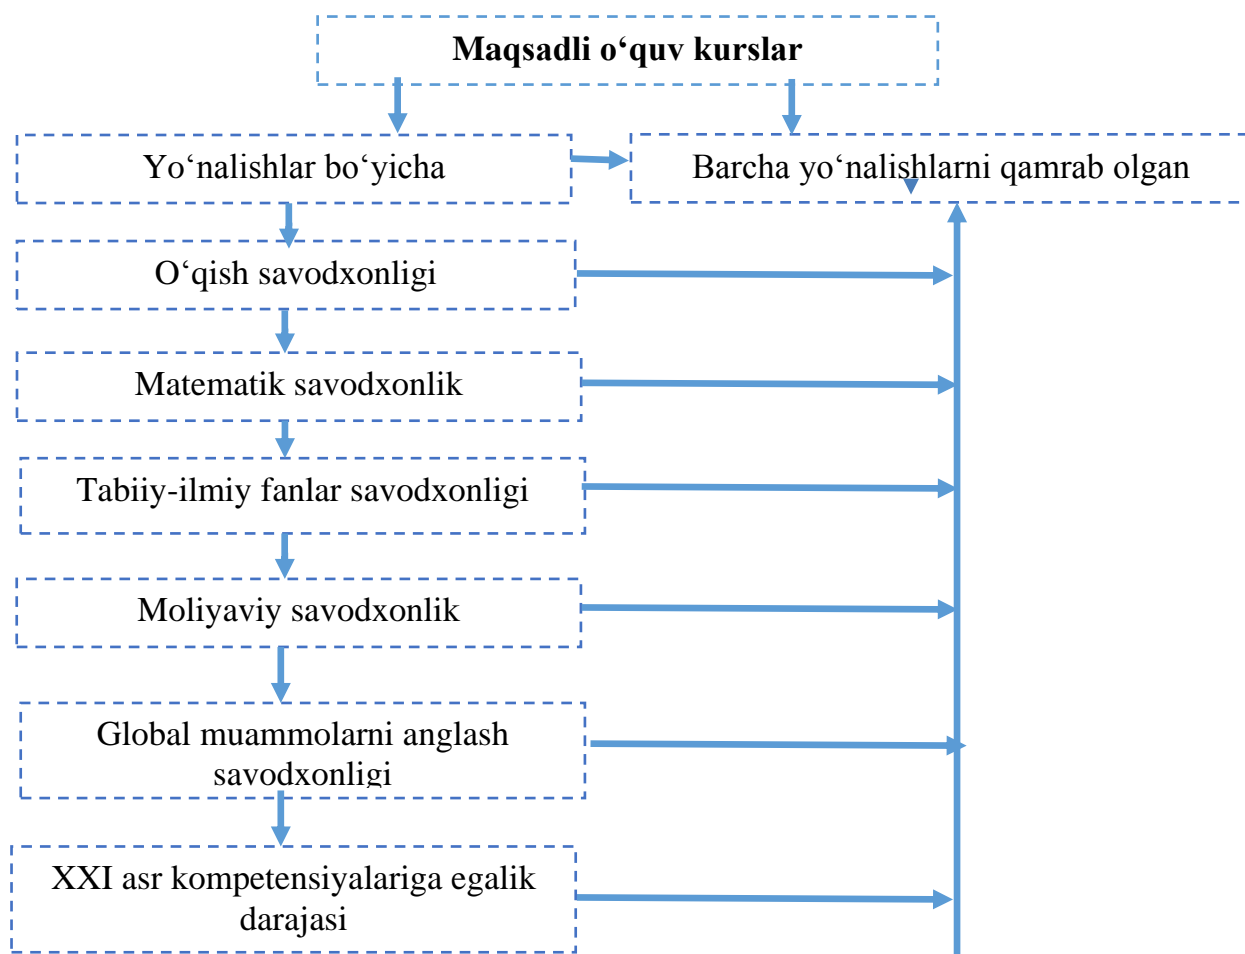 Maqsadli o‘quv kurslar
Yo‘nalishlar bo‘yicha
Barcha yo‘nalishlarni qamrab olgan
O‘qish savodxonligi
Matematik savodxonlik
Tabiiy-ilmiy fanlar savodxonligi
Moliyaviy savodxonlik
Global muammolarni anglash
savodxonligi
XXI asr kompetensiyalariga egalik
darajasi